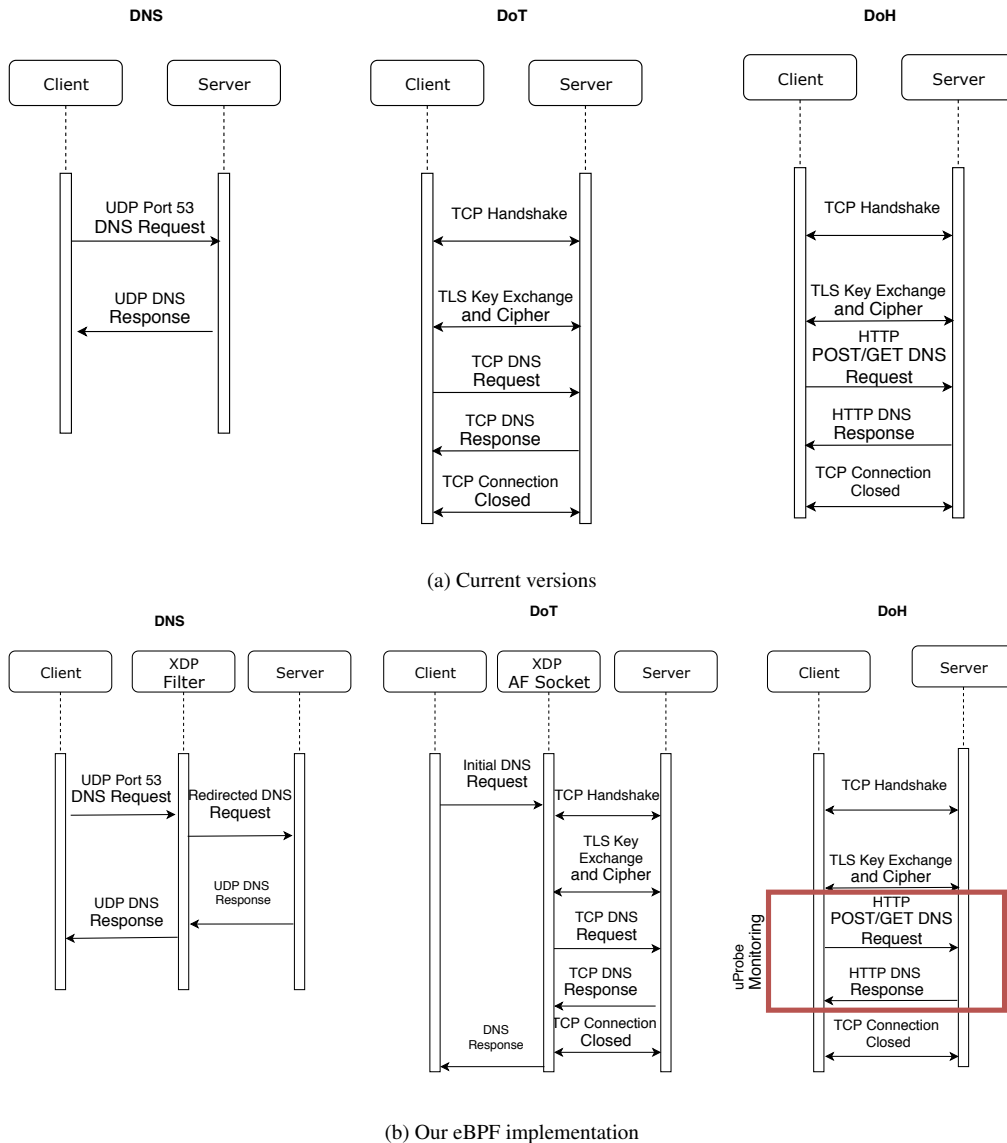 DNS
Client
Server
UDP Port 53
DNS Request
UDP DNS
Response
DoT
Client
Server
TCP Handshake
TLS Key Exchange
and Cipher
TCP DNS
Request
TCP DNS
Response
TCP Connection
Closed
DoH
Client
Server
TCP Handshake
TLS Key Exchange
and Cipher
HTTP
POST/GET DNS
Request
HTTP DNS
Response
TCP Connection
Closed
(a) Current versions
DNS
Client
XDP
Filter
Server
UDP Port 53
DNS Request
Redirected DNS
Request
UDP DNS
Response
UDP DNS
Response
DoT
Client
XDP
AF Socket
Server
Initial DNS
Request
TCP Handshake
TLS Key
Exchange
and Cipher
TCP DNS
Request
TCP DNS
Response
TCP Connection
Closed
DNS
Response
DoH
Client
Server
TCP Handshake
TLS Key Exchange
and Cipher
uProbe
Monitoring
HTTP
POST/GET DNS
Request
HTTP DNS
Response
TCP Connection
Closed
(b) Our eBPF implementation